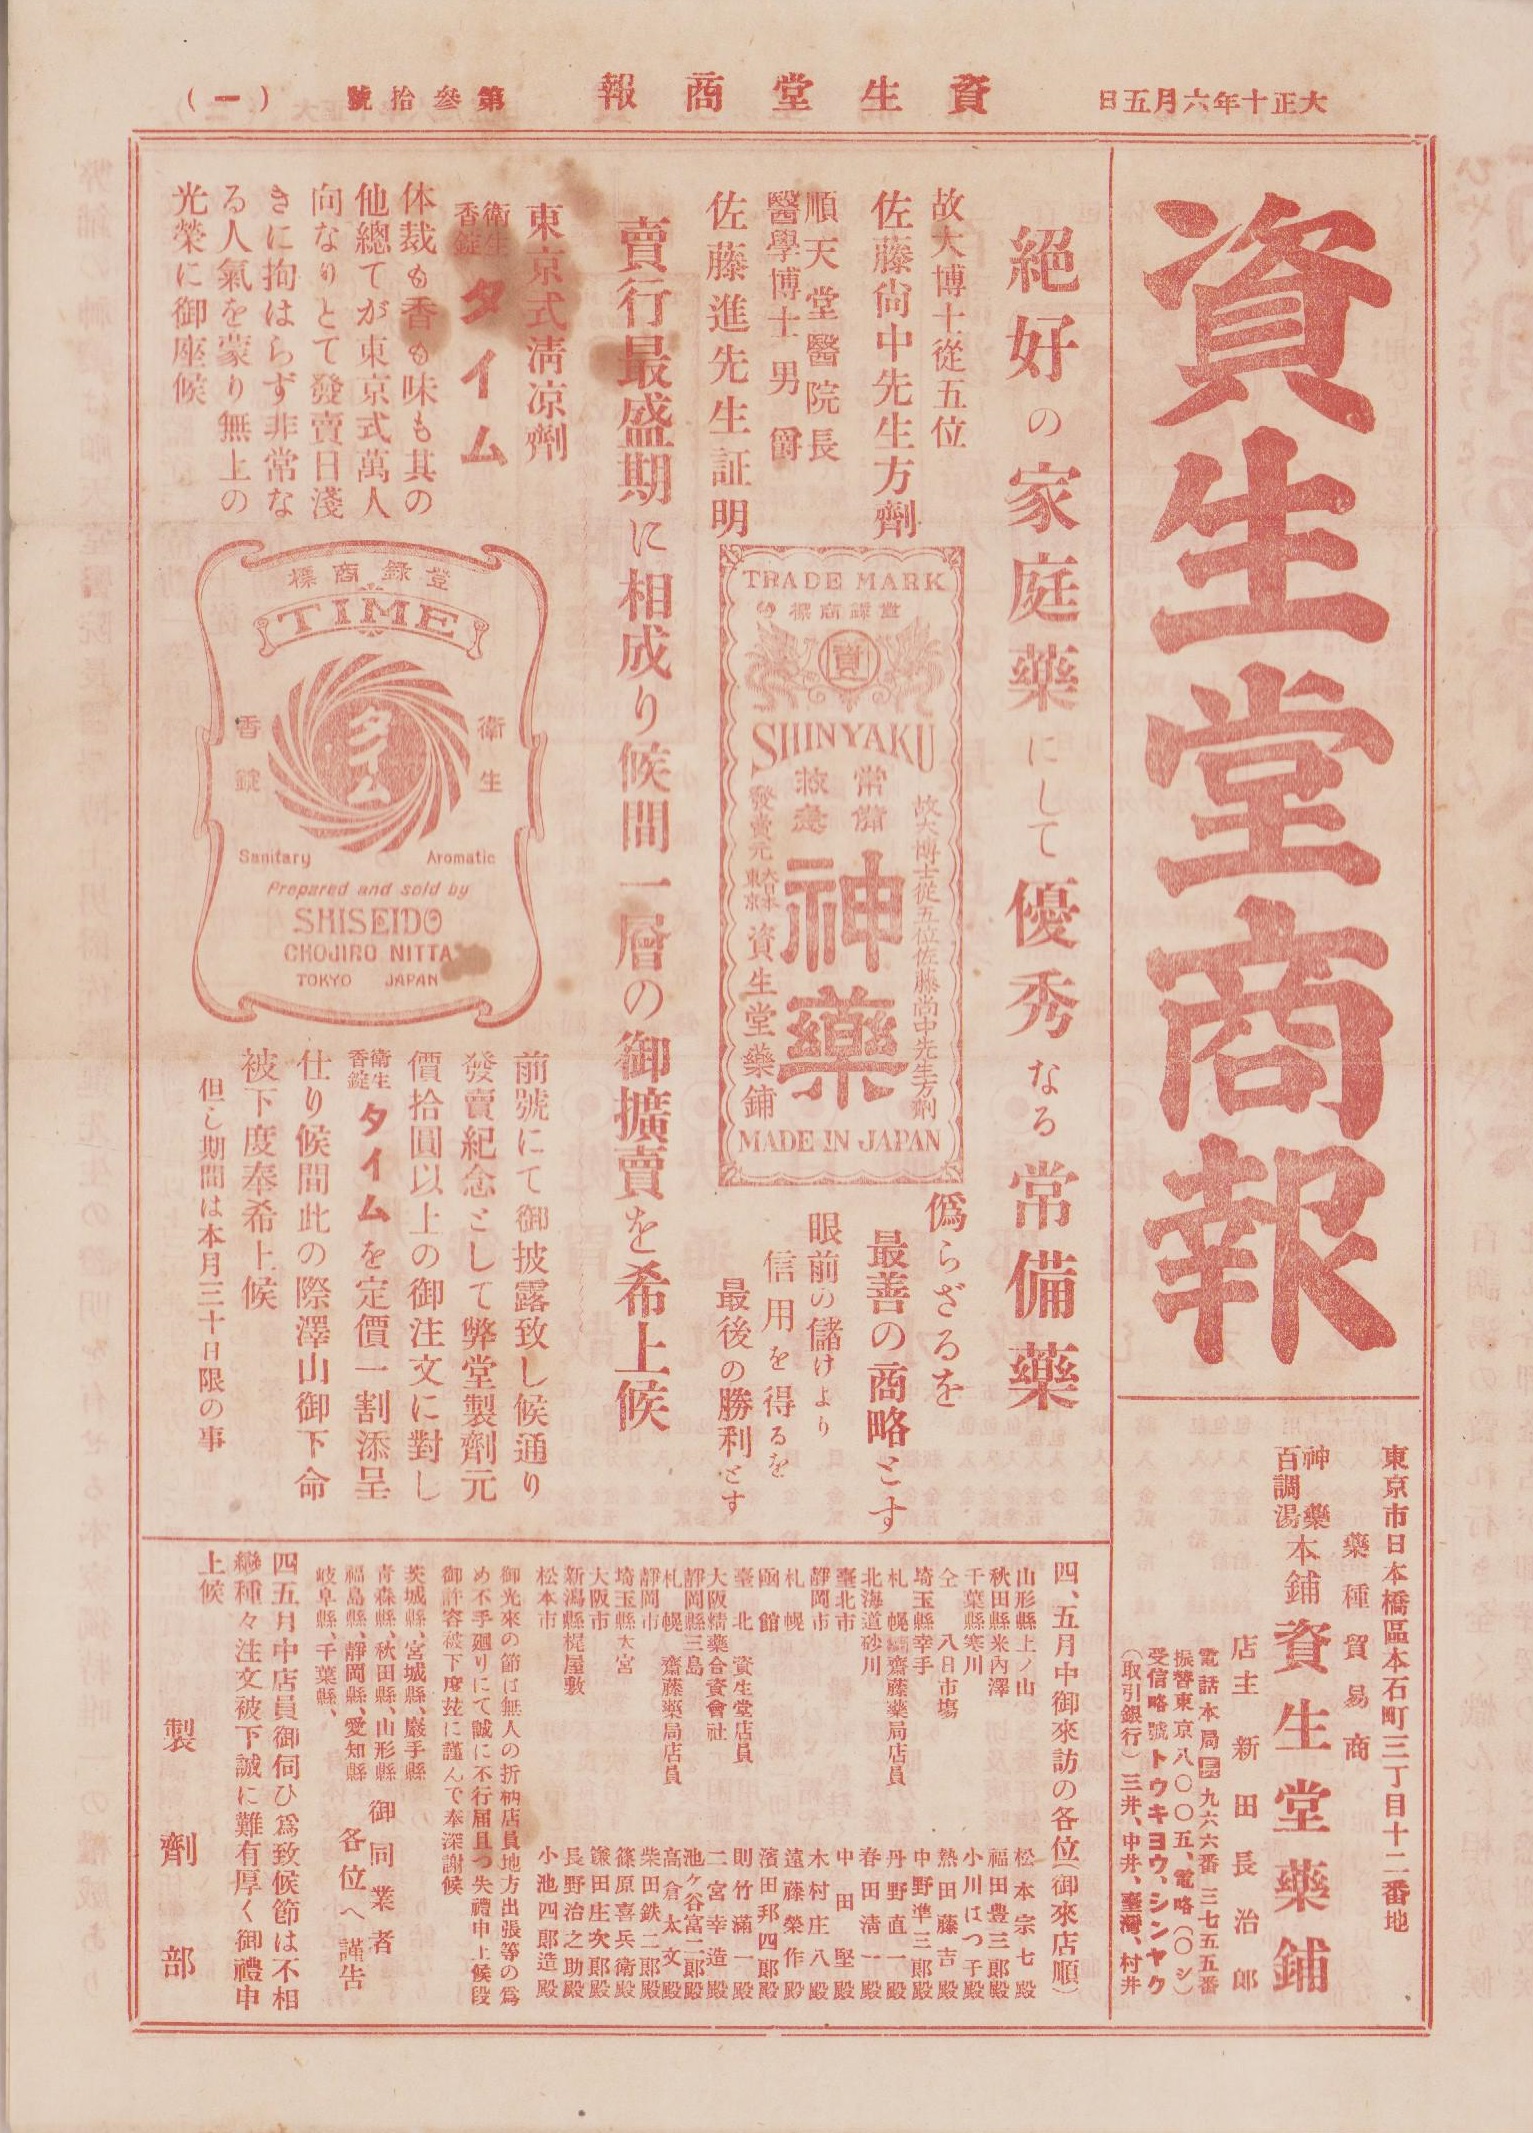 大正十年六月五日
資生堂商報
第參拾號
(一)
資生堂商報
東京市日本橋區本石町三丁目十二番地
藥種貿易商
神藥
百調湯
本舖
資生堂藥舖
店主 新田長治郎
電話本局 長 九六六番 三七五五番
振替東京八〇〇五、電略(〇シ)
受信略號トウキヨウ、シンヤク
(取引銀行)三井、中井、臺灣、村井
絕好の家庭藥にして優秀なる常備藥
故大博士從五位
佐藤尙中先生方劑
順天堂醫院長
醫學博士男爵
佐藤進先生証明
TRADE MARK
登錄商標
資
SHINYAKU
常備
救急
神藥
故大博士從五位佐藤尙中先生方劑
發賣元
大日本
東京
資生堂藥鋪
MADE IN JAPAN
僞らざるを
最善の商略とす
眼前の儲けより
信用を得るを
最後の勝利とす
賣行最盛期に相成り候間一層の御擴賣を希上候
東京式淸凉劑
衛生
香錠
タイム
体裁も香も味も其の
他總てが東京式萬人
向なりとて發賣日淺
きに拘はらず非常な
る人氣を蒙り無上の
光榮に御座候
登錄商標
TIME
タイム
衛生
香錠
Sanitary Aromatic
Prepared and sold by
SHISEIDO
CHOJIRO NITTA
TOKYO JAPAN
前號にて御披露致し候通り
發賣紀念として弊堂製劑元
價拾圓以上の御注文に對し
衛生
香錠
タイムを定價一割添呈
仕り候間此の際澤山御下命
被下度奉希上候
但し期間は本月三十日限の事
四、五月中御來訪の各位(御來店順)
山形縣上ノ山 松本宗七殿
秋田縣米內澤 福田豊三郎殿
千葉縣寒川 小川はつ子殿
仝 八日市塲 熱田藤吉殿
埼玉縣幸手 中野準三郎殿
札幌 齋藤藥局店員 丹野直一殿
北海道砂川 春田淸一殿
臺北市 中田堅殿
靜岡市 木村庄八殿
札幌 遠藤榮作殿
凾館 濱田邦四郎殿
臺北 資生堂店員 則竹滿一殿
大阪精藥合資會社 二宮幸造殿
靜岡縣三島 池ヶ谷富二郎殿
札幌 齋藤藥局店員 高倉太文殿
靜岡市 柴田鉄二郎殿
埼玉縣大宮 篠原喜兵衛殿
大阪市 鎌田庄次郎殿
新潟縣梶屋敷 長野治之助殿
松本市 小池四郎造殿
御光來の節は無人の折柄店員地方出張等の爲
め不手廻りにて誠に不行届且つ失禮申上候段
御許容被下度玆に謹んで奉深謝候
茨城縣、宮城縣、巖手縣
靑森縣、秋田縣、山形縣
福島縣、靜岡縣、愛知縣
岐阜縣、千葉縣、
御同業者
各位へ謹告
四五月中店員御伺ひ爲致候節は不相
變種々注文被下誠に難有厚く御禮申
上候
製劑部